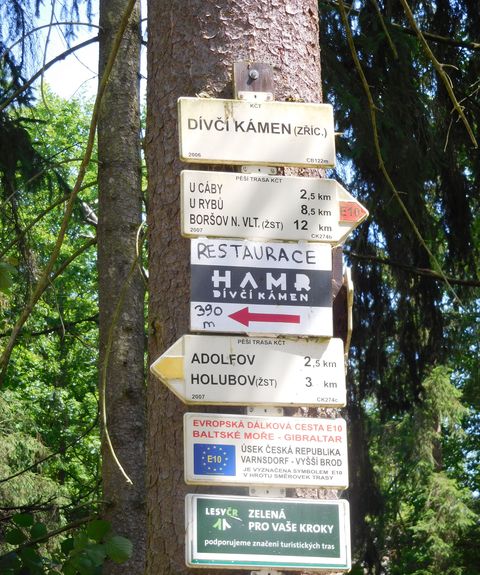 KČT
DÍVČÍ KÁMEN (ZŘÍC.)
2006 CB122m
PĚŠÍ TRASA KČT
U CÁBY 2,5 km
U RYBŮ 8,5 km
BORŠOV N. VLT. (ŽST) 12 km
E10
2007 CK274b
RESTAURACE
HAMR
DÍVČÍ KÁMEN
390
m
PĚŠÍ TRASA KČT
ADOLFOV 2,5 km
HOLUBOV (ŽST) 3 km
2007 CK274c
EVROPSKÁ DÁLKOVÁ CESTA E10
BALTSKÉ MOŘE - GIBRALTAR
E10
ÚSEK ČESKÁ REPUBLIKA
VARNSDORF - VYŠŠÍ BROD
JE VYZNAČENA SYMBOLEM E10
V HROTU SMĚROVEK TRASY
LESY ČR
ZELENÁ
PRO VAŠE KROKY
podporujeme značení turistických tras